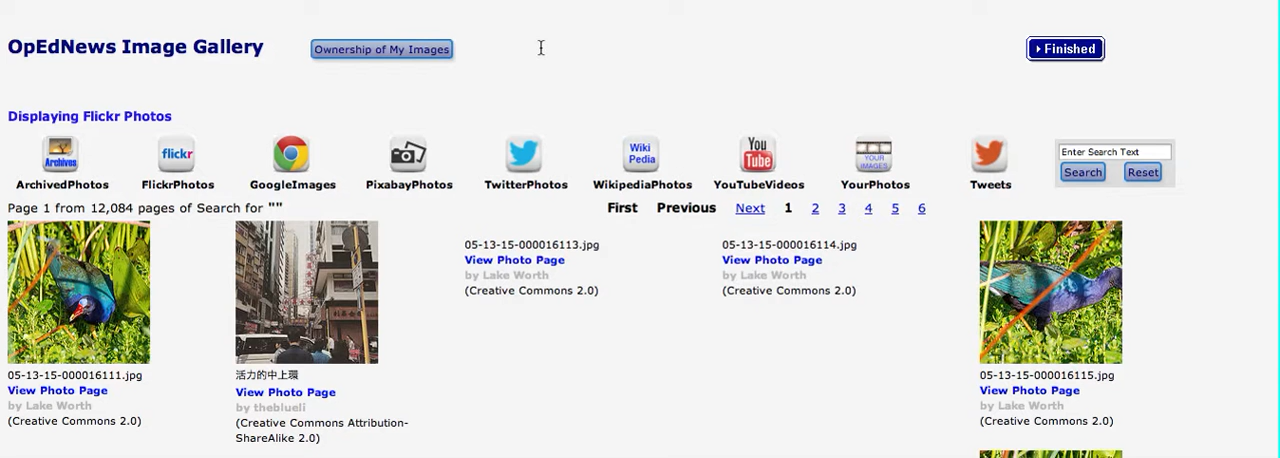 OpEdNews Image Gallery
Ownership of My Images
Finished
Displaying Flickr Photos
Archives
flickr
Wiki
Pedia
You
Tube
YOUR
IMAGES
Enter Search Text
Search Reset
ArchivedPhotos FlickrPhotos GoogleImages PixabayPhotos TwitterPhotos WikipediaPhotos YouTubeVideos YourPhotos Tweets
Page 1 from 12,084 pages of Search for "" First Previous Next 1 2 3 4 5 6
05-13-15-000016111.jpg
View Photo Page
by Lake Worth
(Creative Commons 2.0)
活力的中上環
View Photo Page
by theblueli
(Creative Commons Attribution-
ShareAlike 2.0)
05-13-15-000016113.jpg
View Photo Page
by Lake Worth
(Creative Commons 2.0)
05-13-15-000016114.jpg
View Photo Page
by Lake Worth
(Creative Commons 2.0)
05-13-15-000016115.jpg
View Photo Page
by Lake Worth
(Creative Commons 2.0)